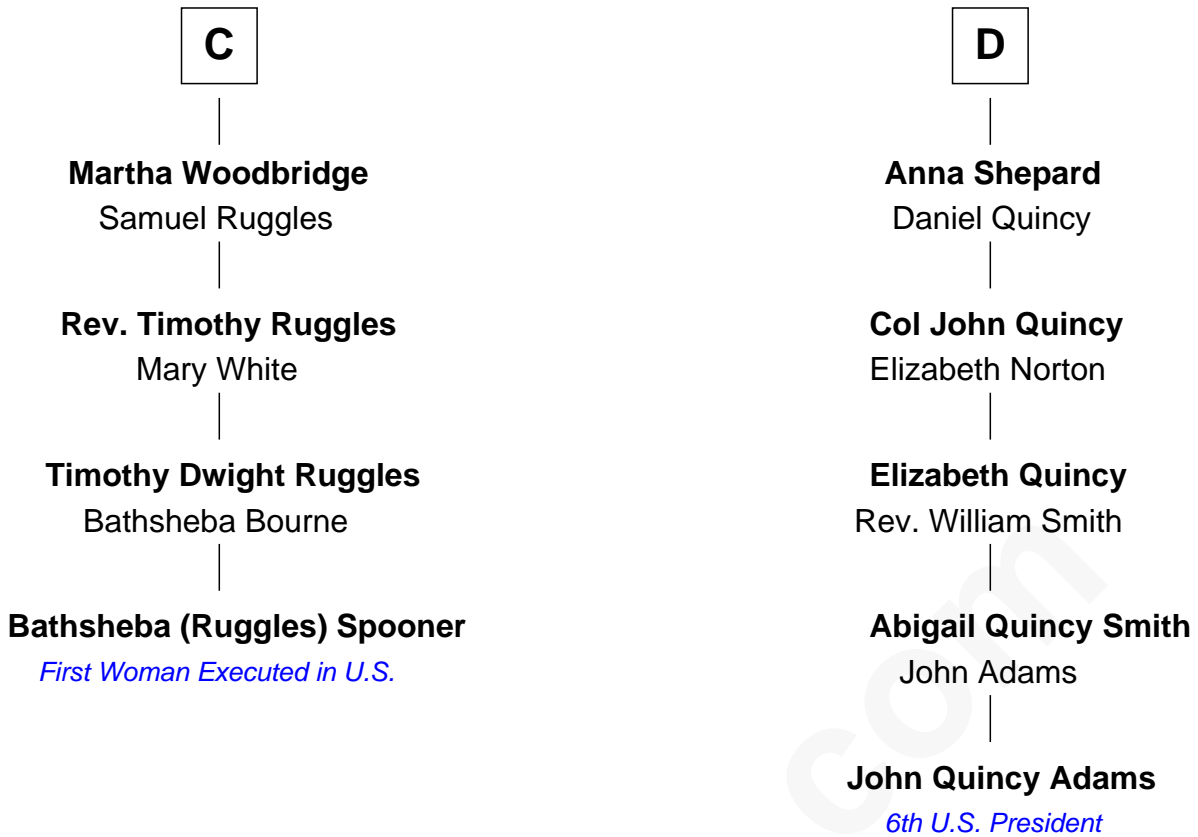 C
Martha Woodbridge
Samuel Ruggles
Rev. Timothy Ruggles
Mary White
Timothy Dwight Ruggles
Bathsheba Bourne
Bathsheba (Ruggles) Spooner
First Woman Executed in U.S.
D
Anna Shepard
Daniel Quincy
Col John Quincy
Elizabeth Norton
Elizabeth Quincy
Rev. William Smith
Abigail Quincy Smith
John Adams
John Quincy Adams
6th U.S. President
com